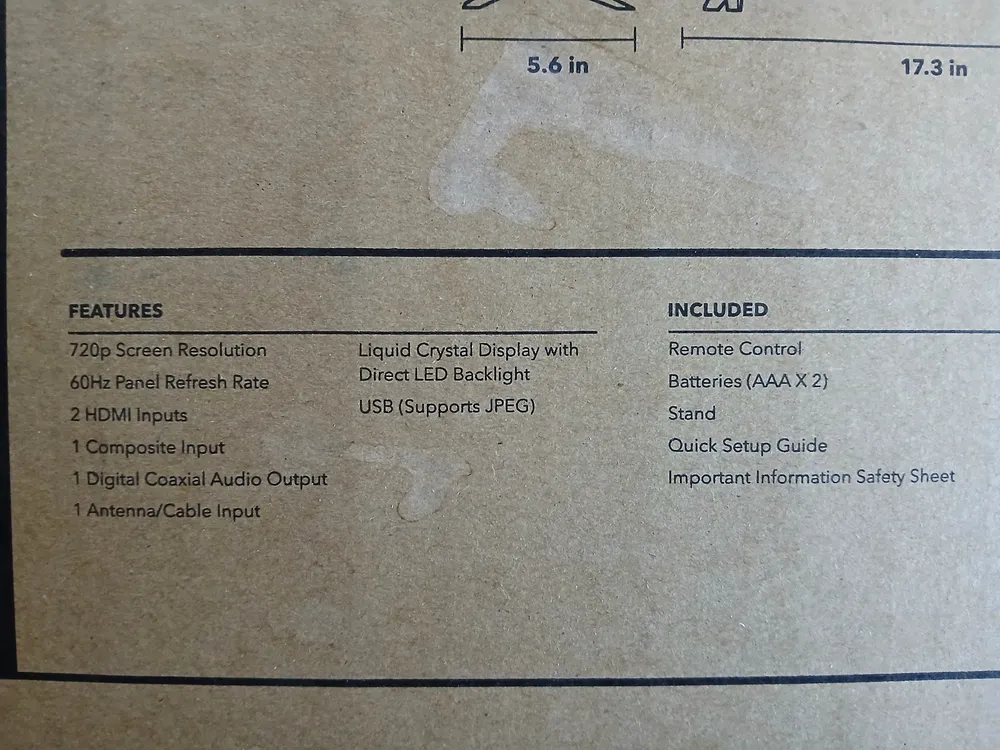 5.6 in
17.3 in
FEATURES
720p Screen Resolution
60Hz Panel Refresh Rate
2 HDMI Inputs
1 Composite Input
1 Digital Coaxial Audio Output
1 Antenna/Cable Input
Liquid Crystal Display with
Direct LED Backlight
USB (Supports JPEG)
INCLUDED
Remote Control
Batteries (AAA X 2)
Stand
Quick Setup Guide
Important Information Safety Sheet